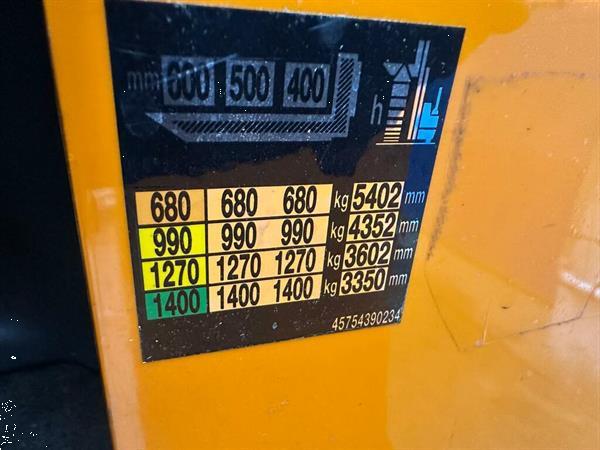 mm 600 500 400
h
680 680 680 kg 5402 mm
990 990 990 kg 4352 mm
1270 1270 1270 kg 3602 mm
1400 1400 1400 kg 3350 mm
45754390234